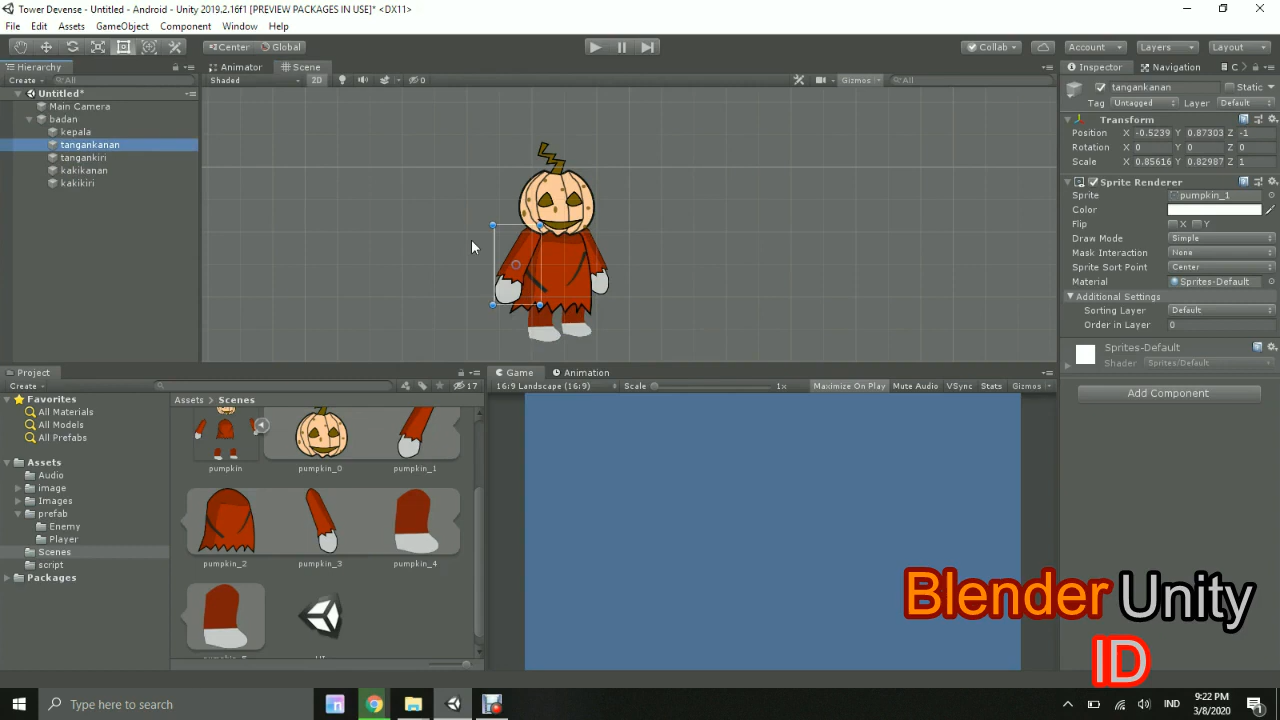 Tower Devense - Untitled - Android - Unity 2019.2.16f1 [PREVIEW PACKAGES IN USE]* <DX11>
File Edit Assets GameObject Component Window Help
Center Global Collab Account Layers Layout
Hierarchy Animator Scene Inspector Navigation C
Create All Shaded 2D 0 Gizmos All
Untitled*
Main Camera
badan
kepala
tangankanan
tangankiri
kakikanan
kakikiri
tangankanan Static
Tag Untagged Layer Default
Transform
Position X -0.5239 Y 0.87303 Z -1
Rotation X 0 Y 0 Z 0
Scale X 0.85616 Y 0.82987 Z 1
Sprite Renderer
Sprite pumpkin_1
Color
Flip X Y
Draw Mode Simple
Mask Interaction None
Sprite Sort Point Center
Material Sprites-Default
Additional Settings
Sorting Layer Default
Order in Layer 0
Sprites-Default
Shader Sprites/Default
Add Component
Project
Create 17
Favorites
All Materials
All Models
All Prefabs
Assets
Audio
image
Images
prefab
Enemy
Player
Scenes
script
Packages
Assets Scenes
pumpkin pumpkin_0 pumpkin_1
pumpkin_2 pumpkin_3 pumpkin_4
Game Animation
16:9 Landscape (16:9) Scale 1x Maximize On Play Mute Audio VSync Stats Gizmos
Blender Unity
ID
Type here to search
IND
9:22 PM
3/8/2020
1